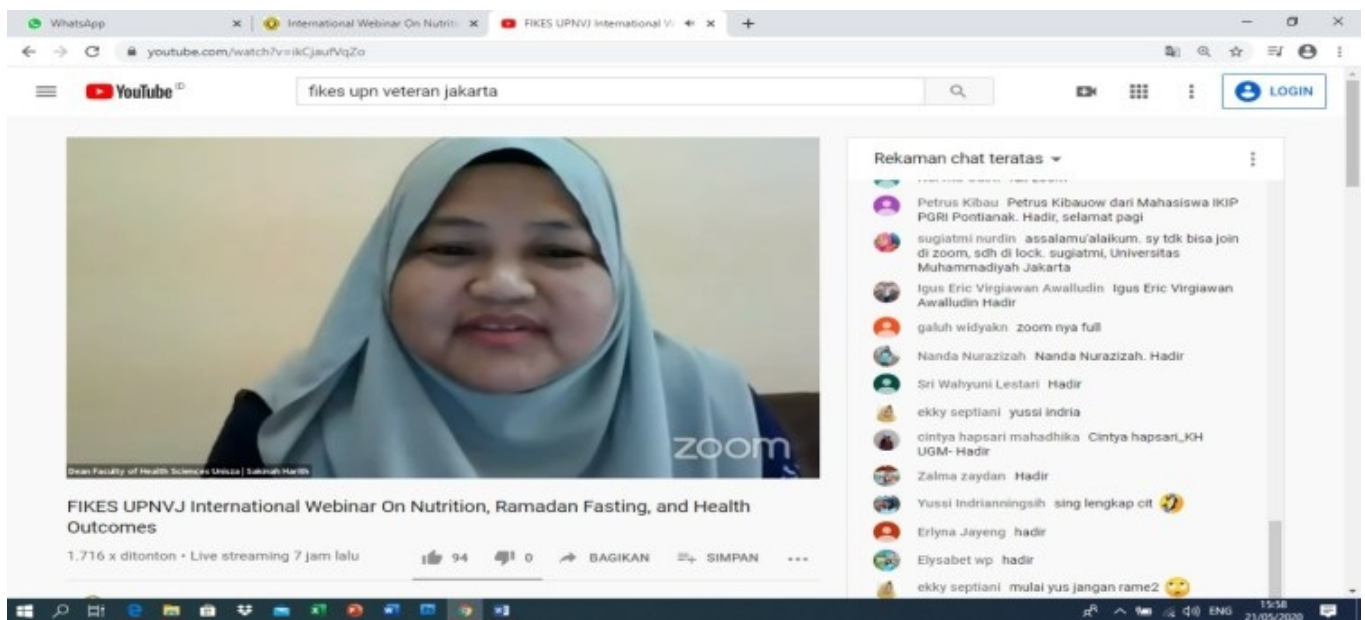 WhatsApp
International Webinar On Nutriti
FIKES UPNVJ International
youtube.com/watch?v=ikCjaufVqZo
YouTube ID
fikes upn veteran jakarta
LOGIN
zoom
Dean Faculty of Health Sciences Unisza | Sakinah Harith
FIKES UPNVJ International Webinar On Nutrition, Ramadan Fasting, and Health
Outcomes
1.716 x ditonton • Live streaming 7 jam lalu
94
0
BAGIKAN
SIMPAN
Rekaman chat teratas
Petrus Kibau Petrus Kibauow dari Mahasiswa IKIP
PGRI Pontianak. Hadir, selamat pagi
sugiatmi nurdin assalamu'alaikum. sy tdk bisa join
di zoom, sdh di lock. sugiatmi, Universitas
Muhammadiyah Jakarta
Igus Eric Virgiawan Awalludin Igus Eric Virgiawan
Awalludin Hadir
galuh widyakn zoom nya full
Nanda Nurazizah Nanda Nurazizah. Hadir
Sri Wahyuni Lestari Hadir
ekky septiani yussi indria
cintya hapsari mahadhika Cintya hapsari_KH
UGM- Hadir
Zalma zaydan Hadir
Yussi Indrianningsih sing lengkap cit
Erlyna Jayeng hadir
Elysabet wp hadir
ekky septiani mulai yus jangan rame2
ENG
15:58
21/05/2020